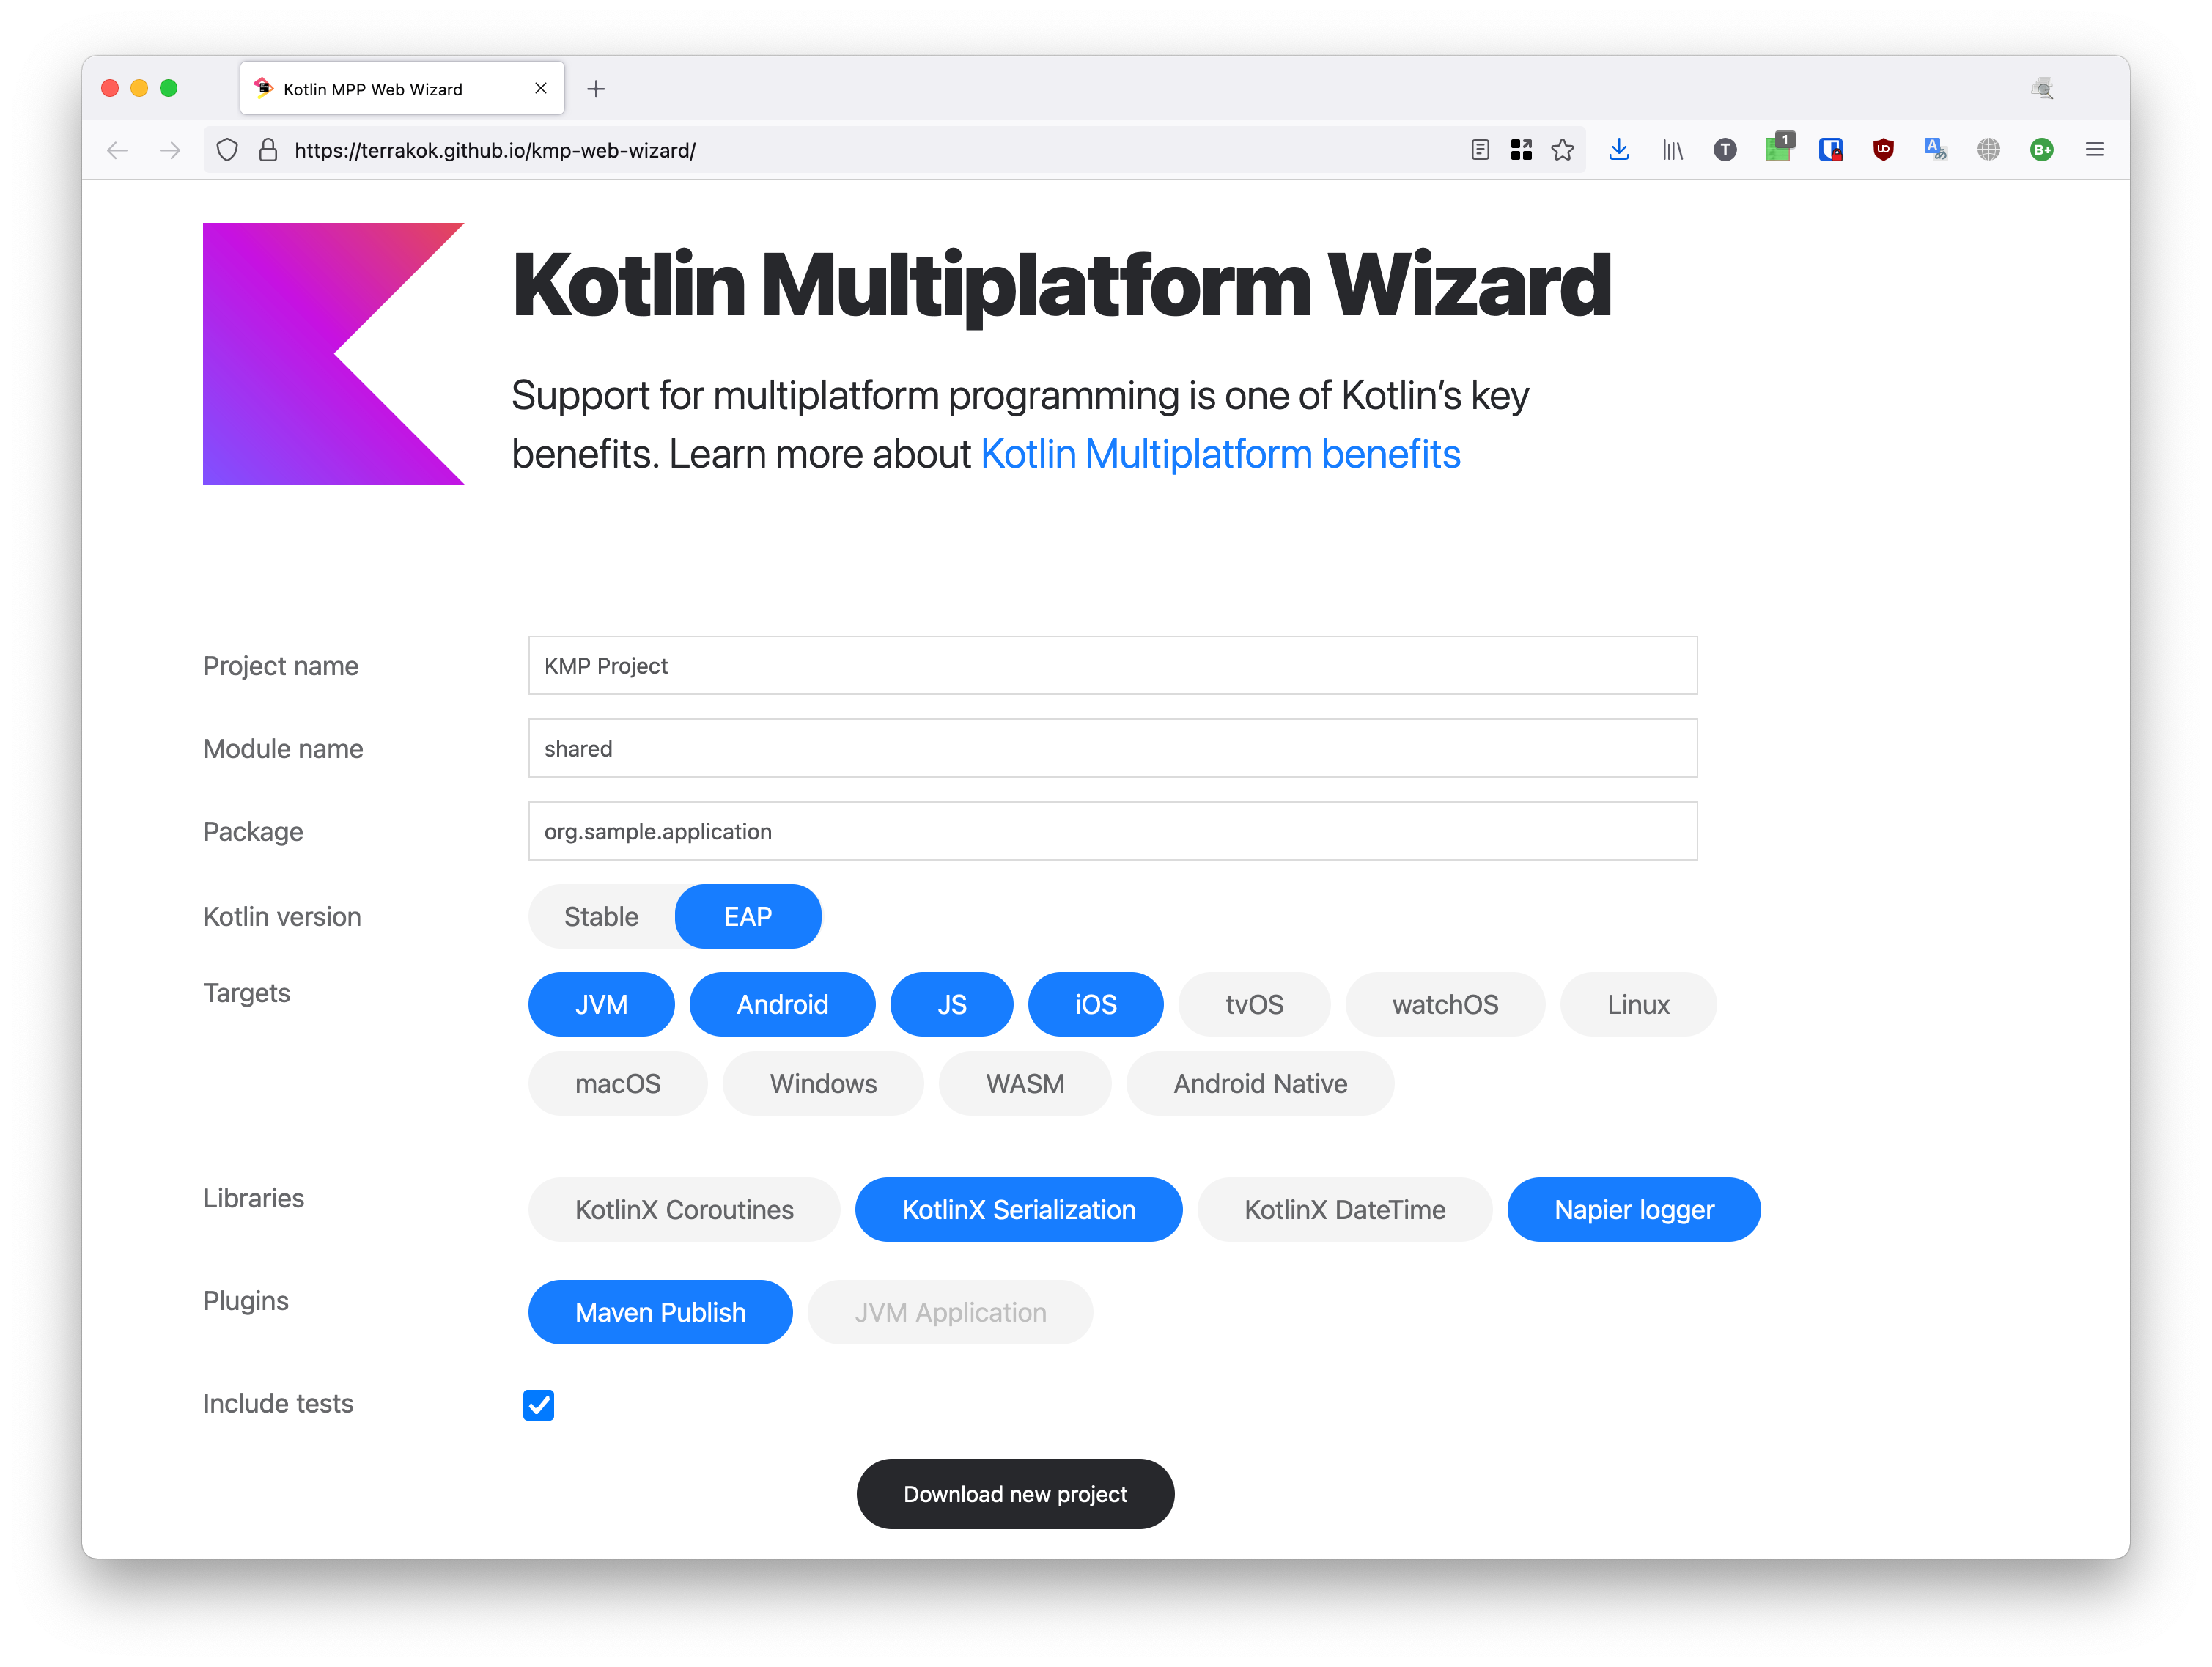 Kotlin MPP Web Wizard
https://terrakok.github.io/kmp-web-wizard/
T
1
UO
A
B+
Kotlin Multiplatform Wizard
Support for multiplatform programming is one of Kotlin’s key
benefits. Learn more about Kotlin Multiplatform benefits
Project name
KMP Project
Module name
shared
Package
org.sample.application
Kotlin version
Stable EAP
Targets
JVM Android JS iOS tvOS watchOS Linux
macOS Windows WASM Android Native
Libraries
KotlinX Coroutines KotlinX Serialization KotlinX DateTime Napier logger
Plugins
Maven Publish JVM Application
Include tests
Download new project